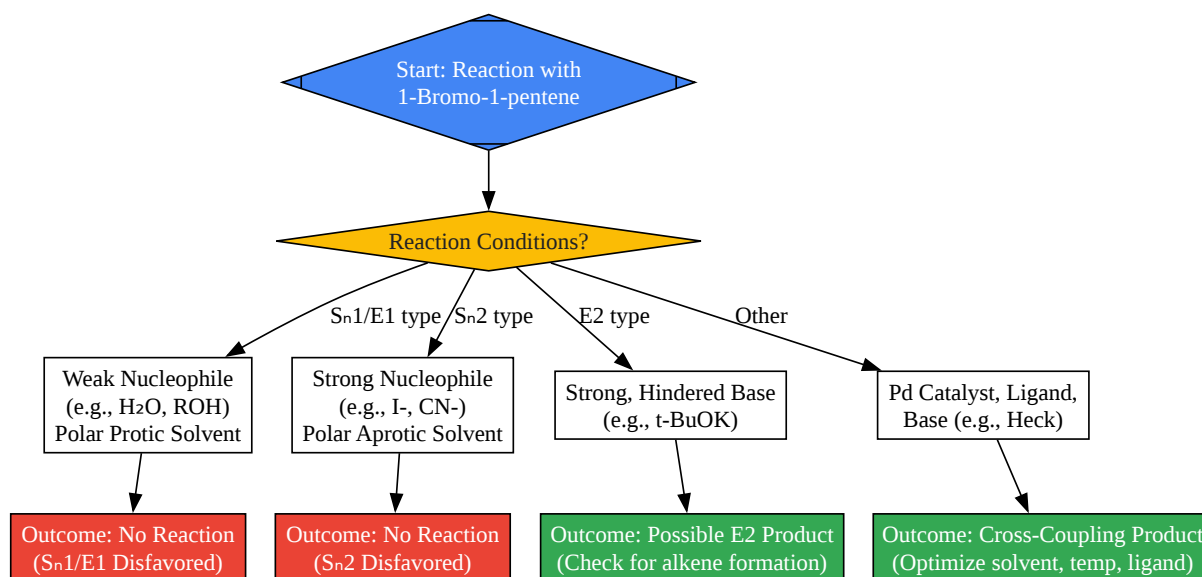 Start: Reaction with
1-Bromo-1-pentene
Reaction Conditions?
Sₙ1/E1 type
Sₙ2 type
E2 type
Other
Weak Nucleophile
(e.g., H₂O, ROH)
Polar Protic Solvent
Strong Nucleophile
(e.g., I-, CN-)
Polar Aprotic Solvent
Strong, Hindered Base
(e.g., t-BuOK)
Pd Catalyst, Ligand,
Base (e.g., Heck)
Outcome: No Reaction
(Sₙ1/E1 Disfavored)
Outcome: No Reaction
(Sₙ2 Disfavored)
Outcome: Possible E2 Product
(Check for alkene formation)
Outcome: Cross-Coupling Product
(Optimize solvent, temp, ligand)